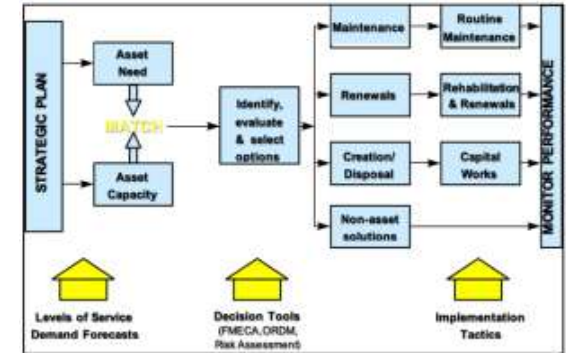 STRATEGIC PLAN
Asset
Need
MATCH
Asset
Capacity
Identify,
evaluate
& select
options
Maintenance
Renewals
Creation/
Disposal
Non-asset
solutions
Routine
Maintenance
Rehabilitation
& Renewals
Capital
Works
MONITOR PERFORMANCE
Levels of Service
Demand Forecasts
Decision Tools
(FMECA,ORDM,
Risk Assessment)
Implementation
Tactics